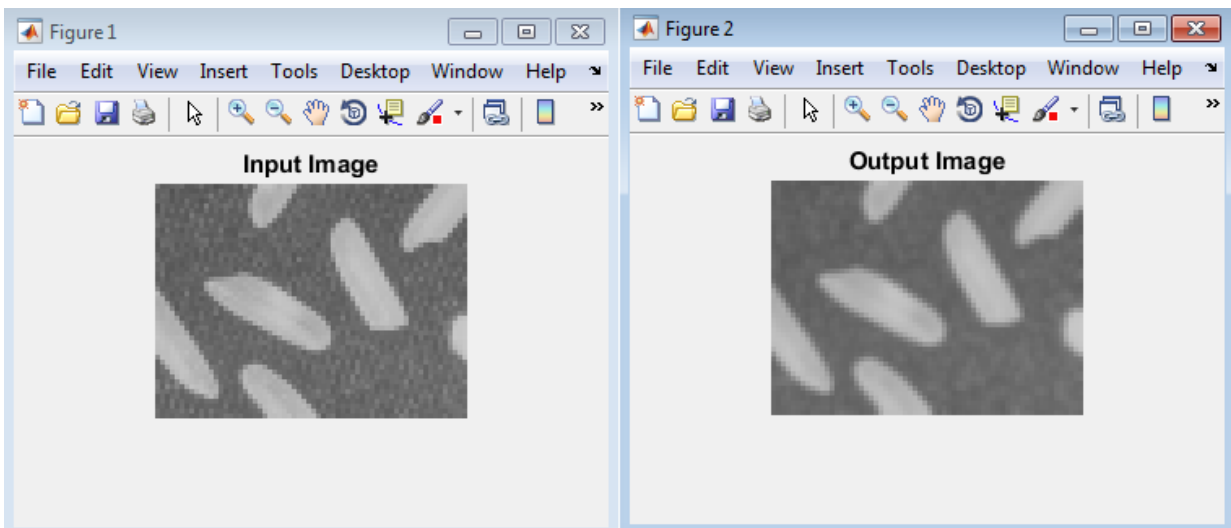 Figure 1
File Edit View Insert Tools Desktop Window Help
Input Image
Figure 2
File Edit View Insert Tools Desktop Window Help
Output Image